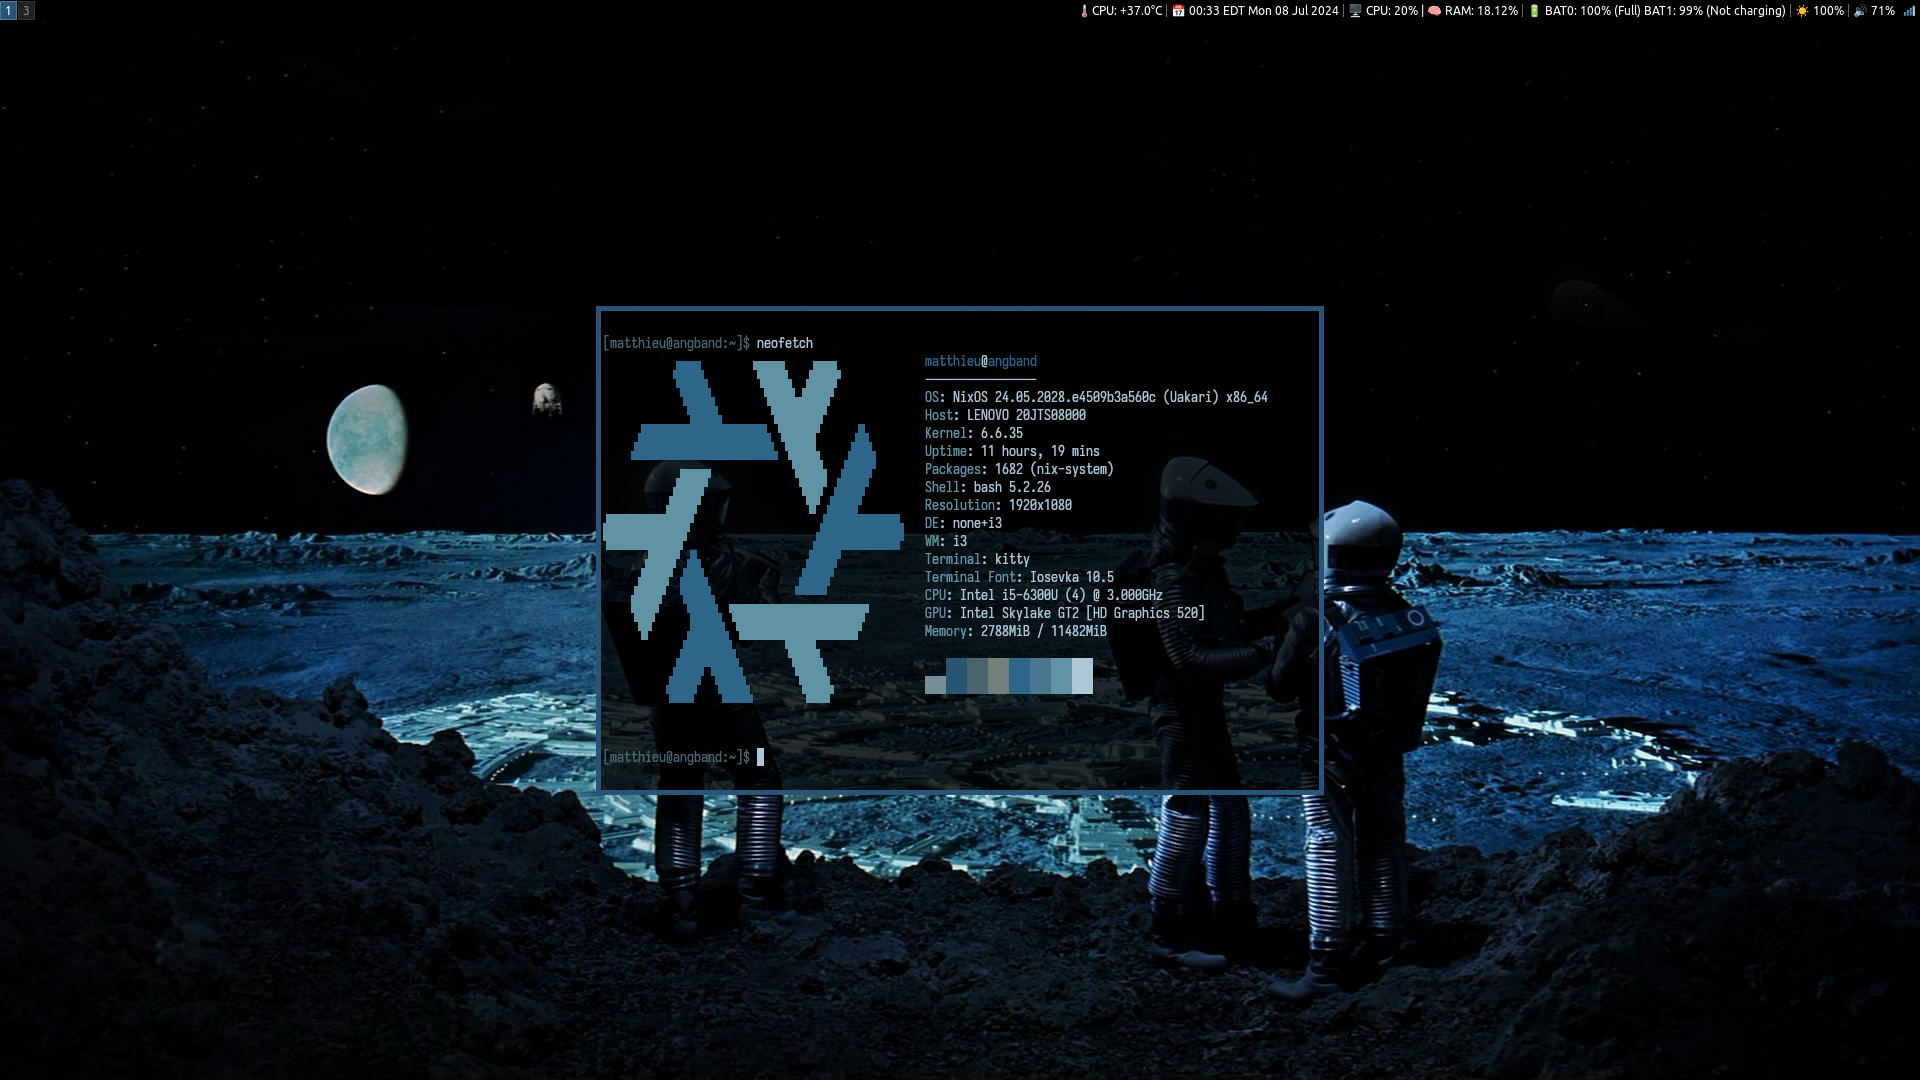 1 3
CPU: +37.0°C | 📅 00:33 EDT Mon 08 Jul 2024 | CPU: 20% | RAM: 18.12% | BAT0: 100% (Full) BAT1: 99% (Not charging) | 100% | 71%
[matthieu@angband:~]$ neofetch
matthieu@angband
----------------
OS: NixOS 24.05.2028.e4509b3a560c (Uakari) x86_64
Host: LENOVO 20JTS08000
Kernel: 6.6.35
Uptime: 11 hours, 19 mins
Packages: 1682 (nix-system)
Shell: bash 5.2.26
Resolution: 1920x1080
DE: none+i3
WM: i3
Terminal: kitty
Terminal Font: Iosevka 10.5
CPU: Intel i5-6300U (4) @ 3.000GHz
GPU: Intel Skylake GT2 [HD Graphics 520]
Memory: 2788MiB / 11482MiB
[matthieu@angband:~]$